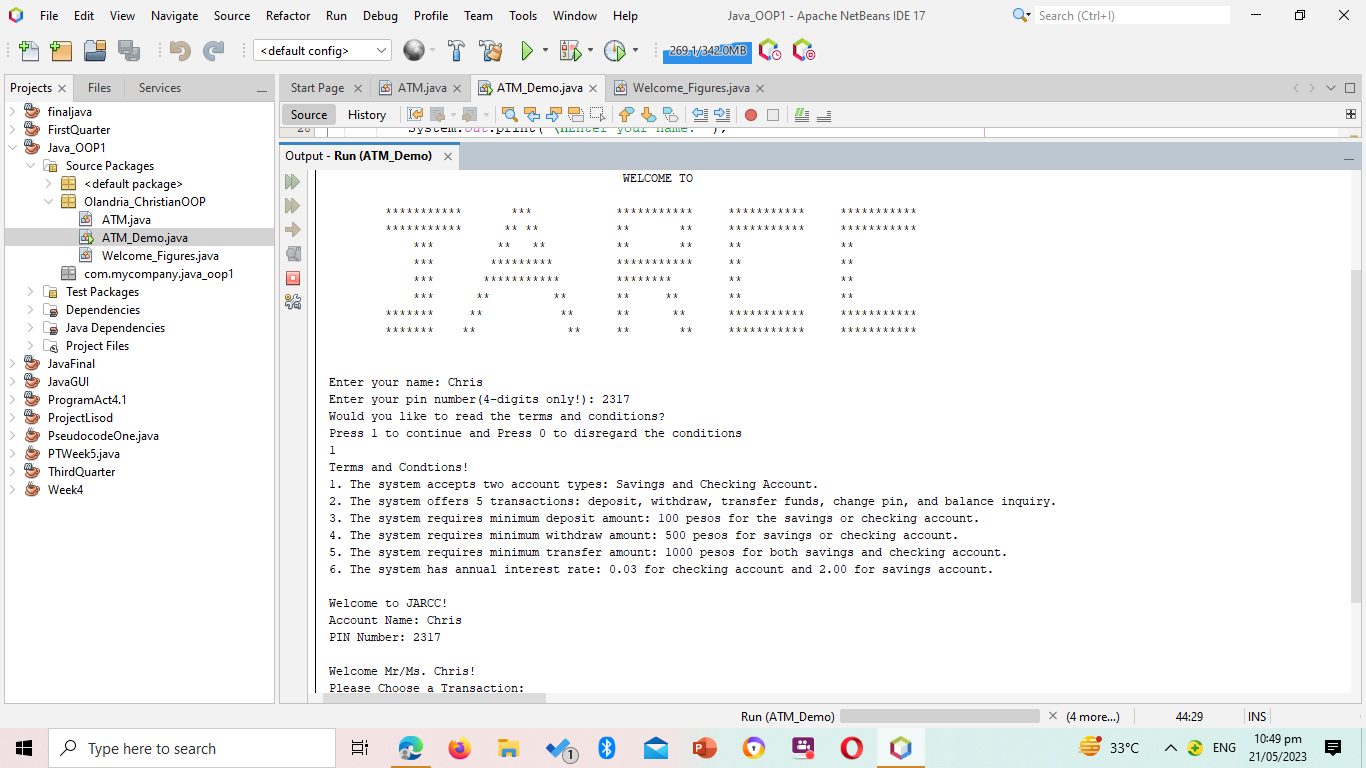 File Edit View Navigate Source Refactor Run Debug Profile Team Tools Window Help Java_OOP1 - Apache NetBeans IDE 17 Search (Ctrl+I)
<default config> 269.1/342.0MB
Projects Files Services Start Page ATM.java ATM_Demo.java Welcome_Figures.java
Source History
finaljava
FirstQuarter
Java_OOP1
Source Packages
<default package>
Olandria_ChristianOOP
ATM.java
ATM_Demo.java
Welcome_Figures.java
com.mycompany.java_oop1
Test Packages
Dependencies
Java Dependencies
Project Files
JavaFinal
JavaGUI
ProgramAct4.1
ProjectLisod
PseudocodeOne.java
PTWeek5.java
ThirdQuarter
Week4
System.out.print("\nEnter your name: ");
Output - Run (ATM_Demo)
WELCOME TO
***********       ***            ***********     ***********     ***********
***********      ** **           **       **     ***********     ***********
    ***         **   **          **       **     **              **
    ***        *********         ***********     **              **
    ***       ***********        ********        **              **
    ***      **         **       **     **       **              **
*******     **           **      **      **      ***********     ***********
*******    **             **     **       **     ***********     ***********
Enter your name: Chris
Enter your pin number(4-digits only!): 2317
Would you like to read the terms and conditions?
Press 1 to continue and Press 0 to disregard the conditions
1
Terms and Condtions!
1. The system accepts two account types: Savings and Checking Account.
2. The system offers 5 transactions: deposit, withdraw, transfer funds, change pin, and balance inquiry.
3. The system requires minimum deposit amount: 100 pesos for the savings or checking account.
4. The system requires minimum withdraw amount: 500 pesos for savings or checking account.
5. The system requires minimum transfer amount: 1000 pesos for both savings and checking account.
6. The system has annual interest rate: 0.03 for checking account and 2.00 for savings account.
Welcome to JARCC!
Account Name: Chris
PIN Number: 2317
Welcome Mr/Ms. Chris!
Please Choose a Transaction:
Run (ATM_Demo) (4 more...) 44:29 INS
Type here to search 1 33°C ENG 10:49 pm
21/05/2023